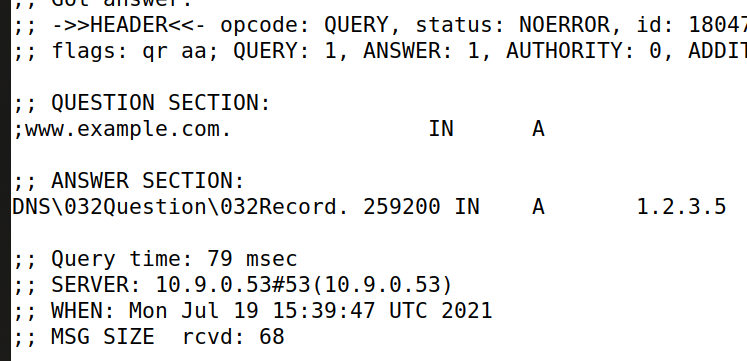 ;; Got answer:
;; ->>HEADER<<- opcode: QUERY, status: NOERROR, id: 18047
;; flags: qr aa; QUERY: 1, ANSWER: 1, AUTHORITY: 0, ADDIT
;; QUESTION SECTION:
;www.example.com. IN A
;; ANSWER SECTION:
DNS\032Question\032Record. 259200 IN A 1.2.3.5
;; Query time: 79 msec
;; SERVER: 10.9.0.53#53(10.9.0.53)
;; WHEN: Mon Jul 19 15:39:47 UTC 2021
;; MSG SIZE rcvd: 68